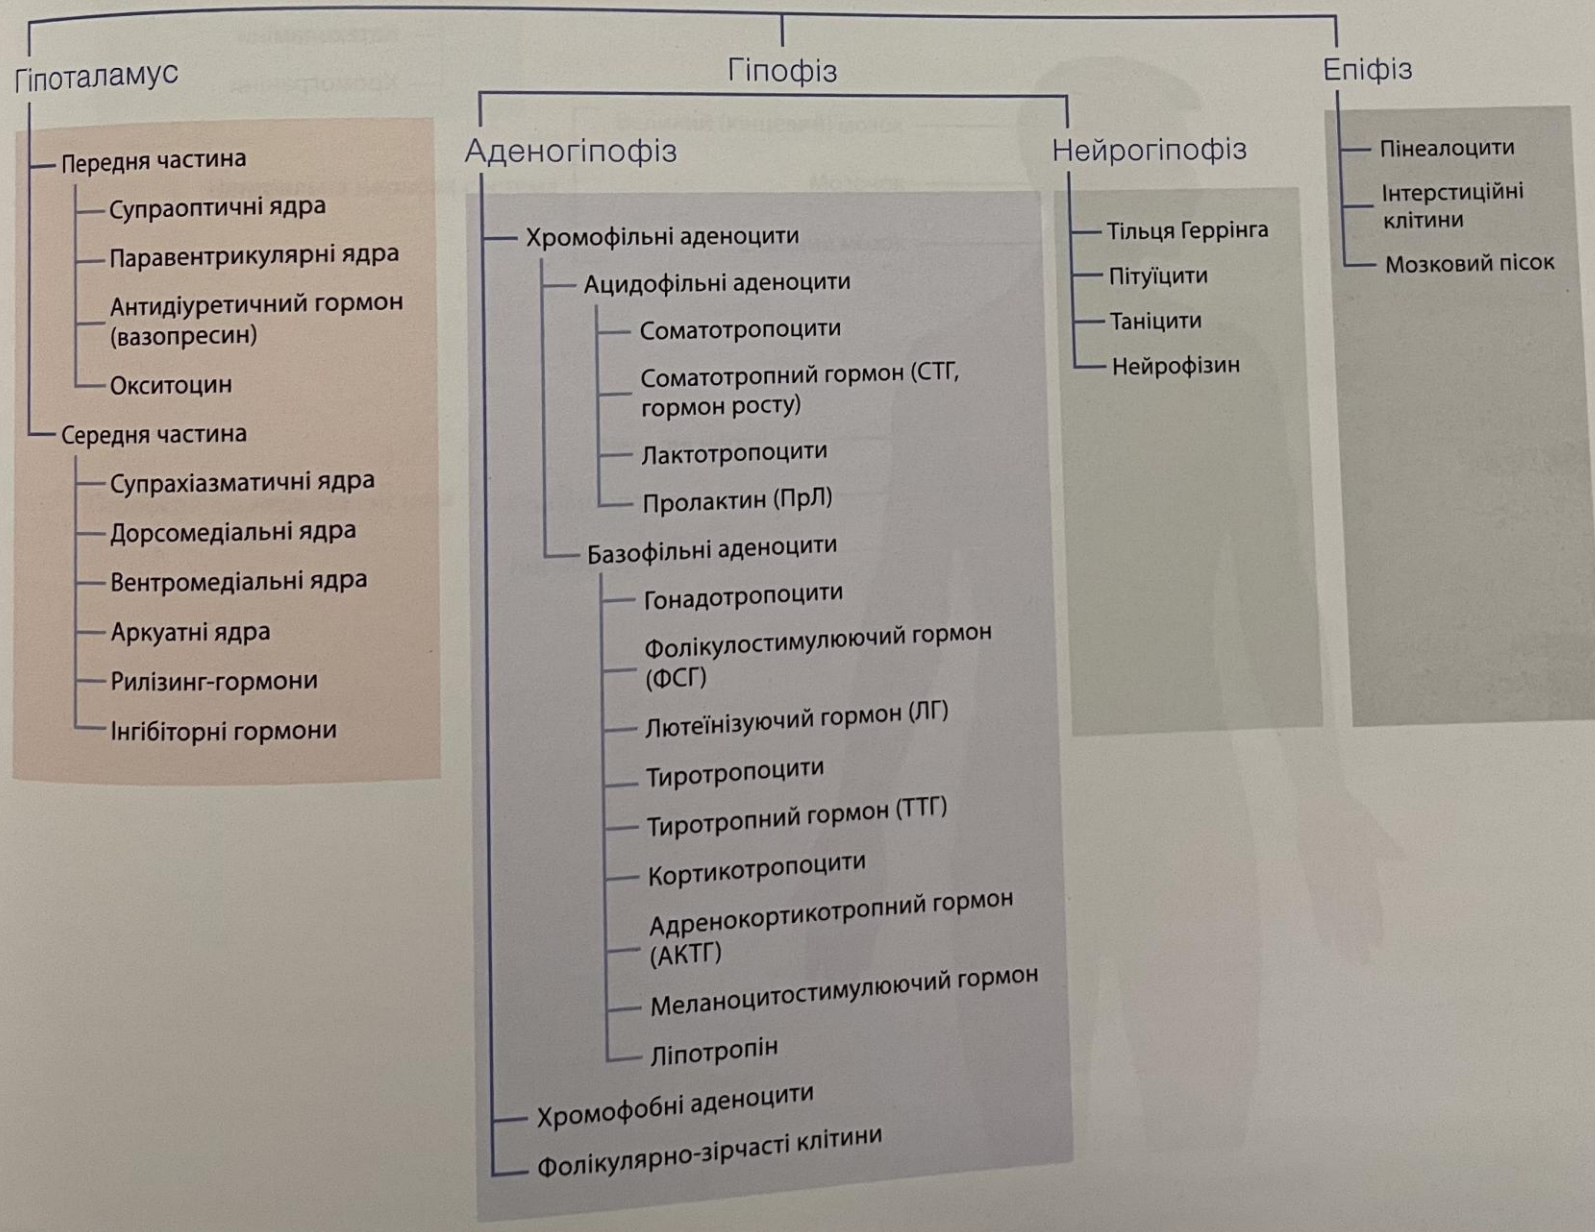 Гіпоталамус
Передня частина
Супраоптичні ядра
Паравентрикулярні ядра
Антидіуретичний гормон
(вазопресин)
Окситоцин
Середня частина
Супрахіазматичні ядра
Дорсомедіальні ядра
Вентромедіальні ядра
Аркуатні ядра
Рилізинг-гормони
Інгібіторні гормони
Гіпофіз
Аденогіпофіз
Хромофільні аденоцити
Ацидофільні аденоцити
Соматотропоцити
Соматотропний гормон (СТГ,
гормон росту)
Лактотропоцити
Пролактин (ПрЛ)
Базофільні аденоцити
Гонадотропоцити
Фолікулостимулюючий гормон
(ФСГ)
Лютеїнізуючий гормон (ЛГ)
Тиротропоцити
Тиротропний гормон (ТТГ)
Кортикотропоцити
Адренокортикотропний гормон
(АКТГ)
Меланоцитостимулюючий гормон
Ліпотропін
Хромофобні аденоцити
Фолікулярно-зірчасті клітини
Нейрогіпофіз
Тільця Геррінга
Пітуїцити
Таніцити
Нейрофізин
Епіфіз
Пінеалоцити
Інтерстиційні
клітини
Мозковий пісок